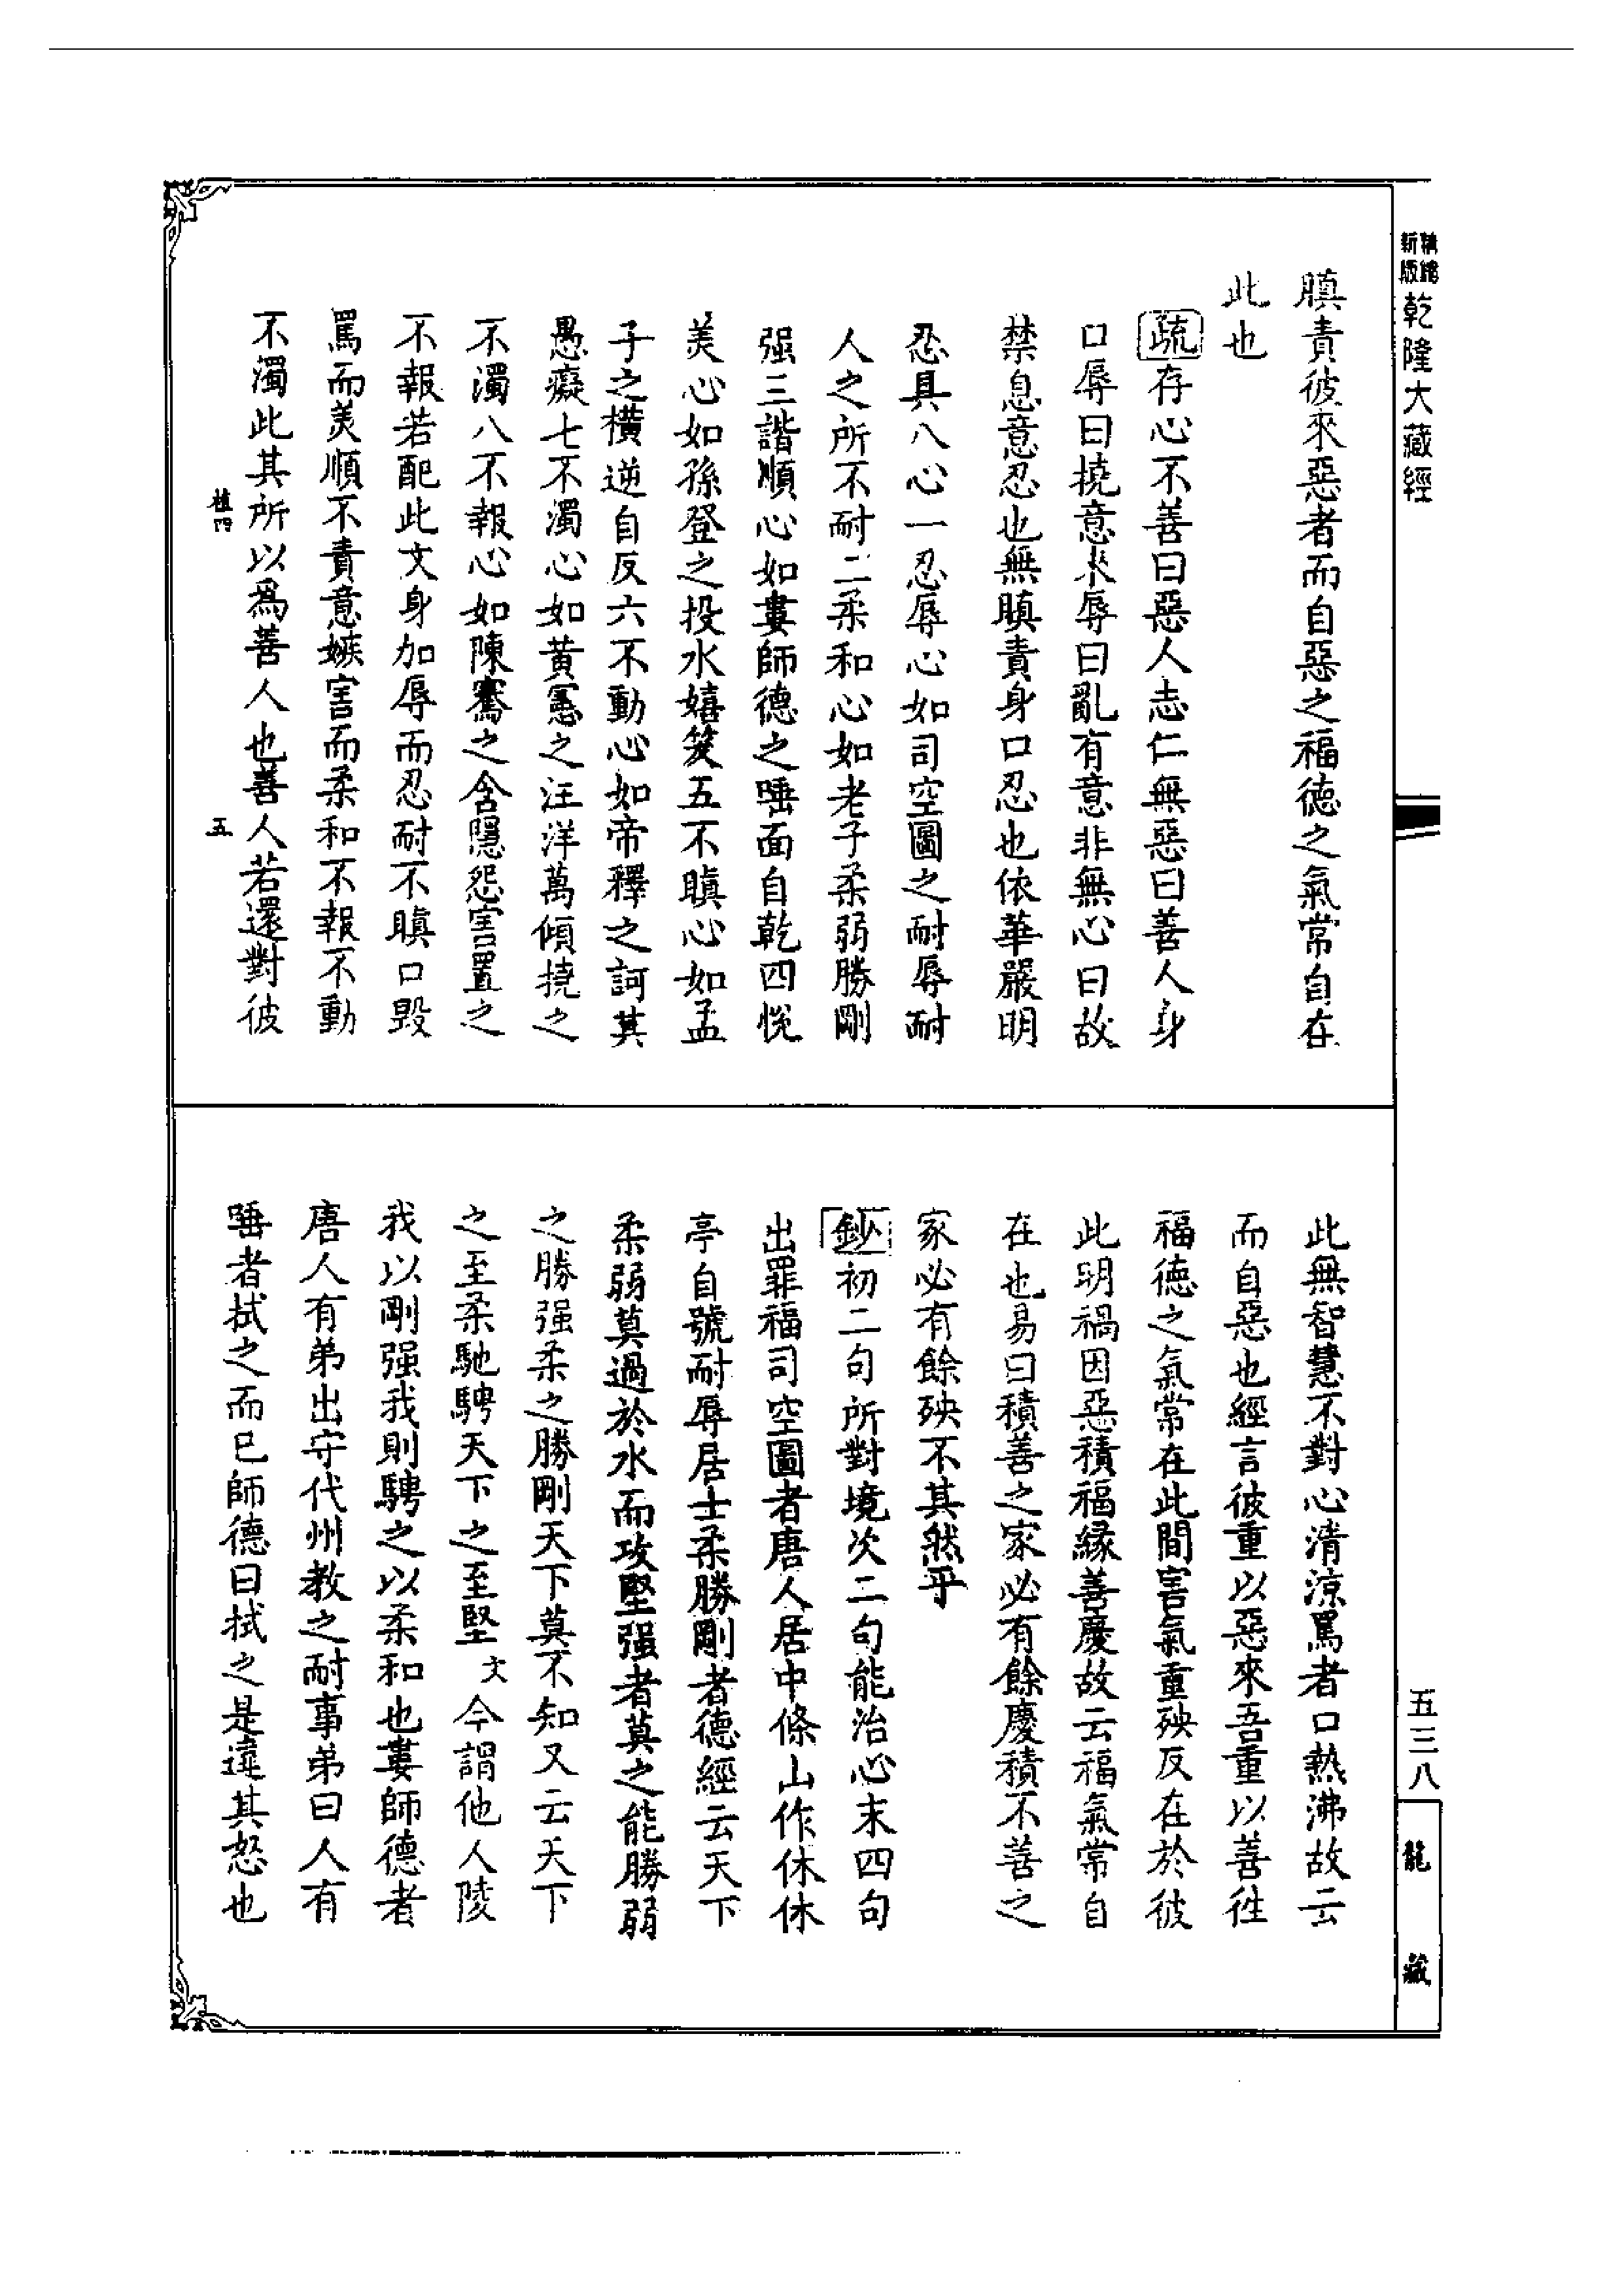 精繕新版
乾隆大藏經
瞋責彼來惡者而自惡之福德之氣常自在
此也
疏存心不善曰惡人志仁無惡曰善人身
口辱曰撓意來辱曰亂有意非無心曰故
禁息意忍也無瞋責身口忍也依華嚴明
忍具八心一忍辱心如司空圖之耐辱耐
人之所不耐二柔和心如老子柔弱勝剛
强三諧順心如婁師德之唾面自乾四悅
美心如孫登之投水嬉笑五不瞋心如孟
子之橫逆自反六不動心如帝釋之訶其
愚癡七不濁心如黃憲之汪洋萬傾撓之
不濁八不報心如陳騫之含隱怨害置之
不報若配此文身加辱而忍耐不瞋口毀
罵而美順不責意嫉害而柔和不報不動
不濁此其所以爲善人也善人若還對彼
植四
五
此無智慧不對心清涼罵者口熱沸故云
而自惡也經言彼重以惡來吾重以善徃
福德之氣常在此間害氣重殃反在於彼
此明禍因惡積福縁善慶故云福氣常自
在也易曰積善之家必有餘慶積不善之
家必有餘殃不其然乎
鈔初二句所對境次二句能治心末四句
出罪福司空圖者唐人居中條山作休休
亭自號耐辱居士柔勝剛者德經云天下
柔弱莫過於水而攻堅强者莫之能勝弱
之勝强柔之勝剛天下莫不知又云天下
之至柔馳騁天下之至堅文今謂他人陵
我以剛强我則騁之以柔和也婁師德者
唐人有弟出守代州教之耐事弟曰人有
唾者拭之而已師德曰拭之是違其怒也
五三八
龍藏